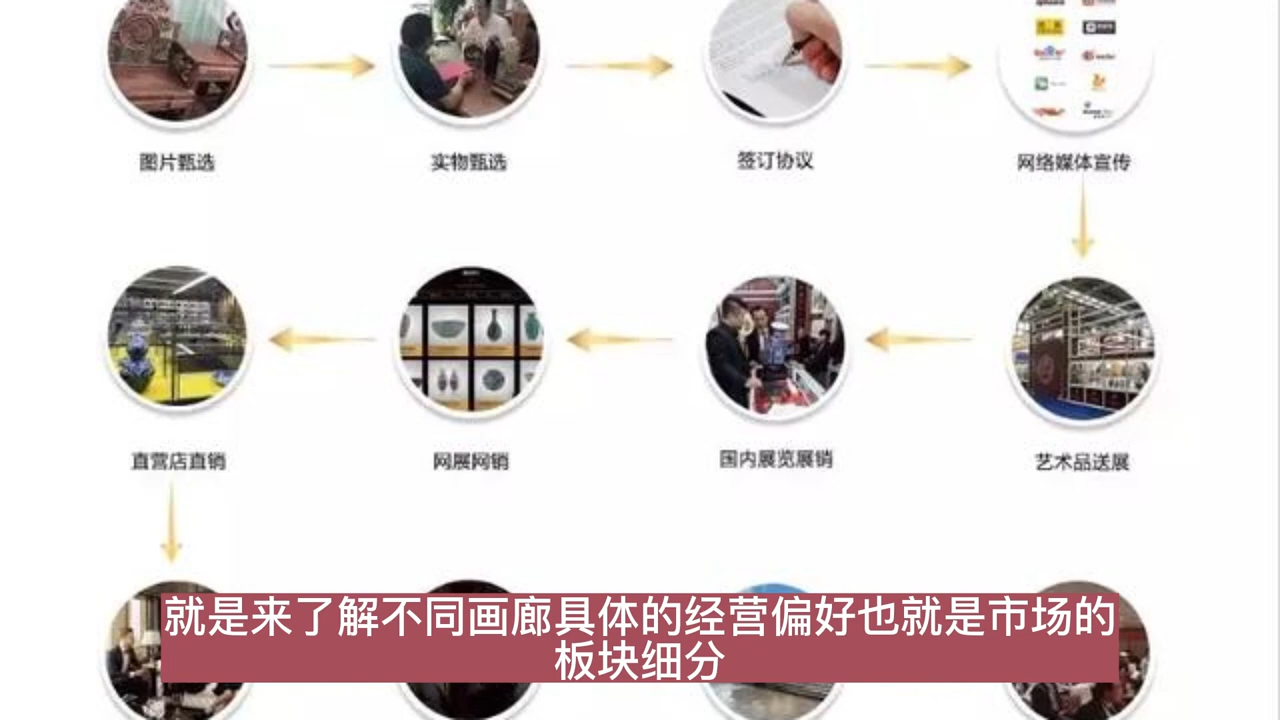 图片甄选
实物甄选
签订协议
网络媒体宣传
直营店直销
网展网销
国内展览展销
艺术品送展
就是来了解不同画廊具体的经营偏好也就是市场的
板块细分